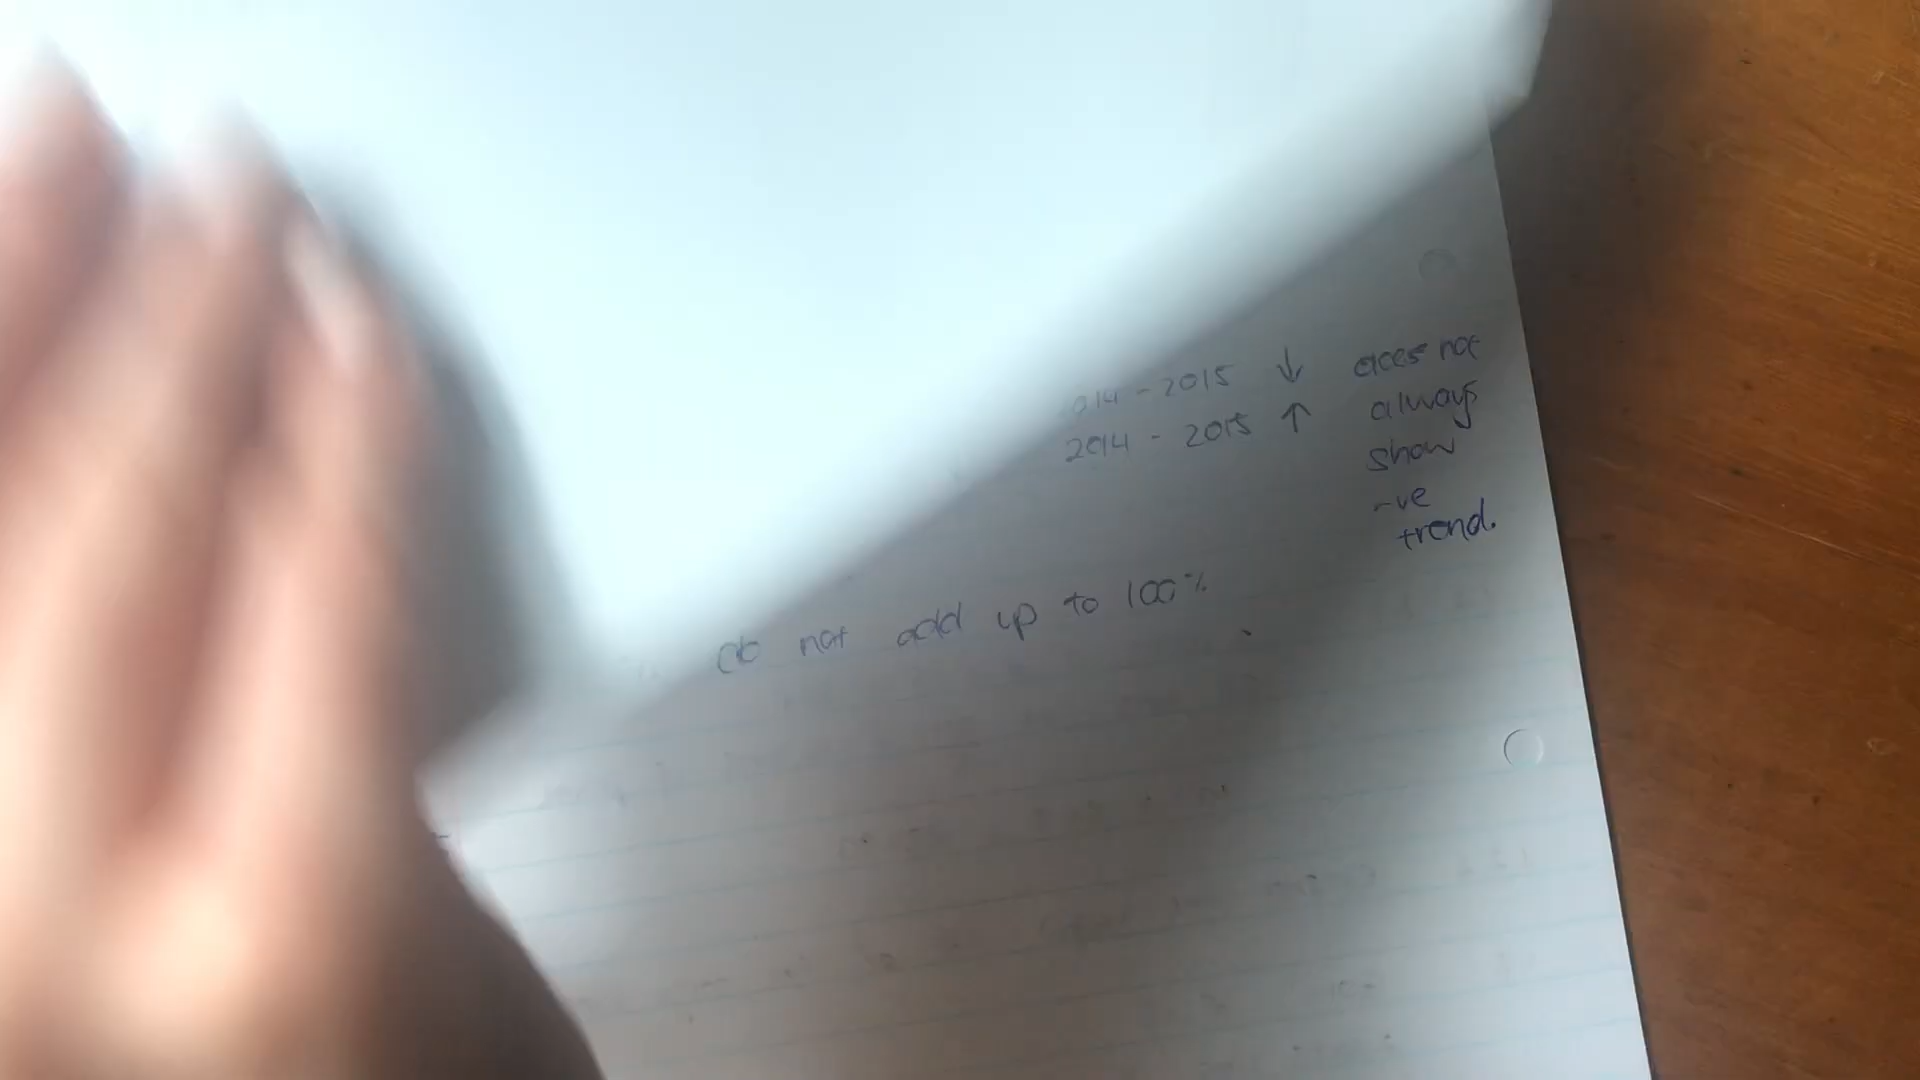 2014 - 2015 ↓ does not
2014 - 2015 ↑ always
show
-ve
trend.
do not add up to 100%